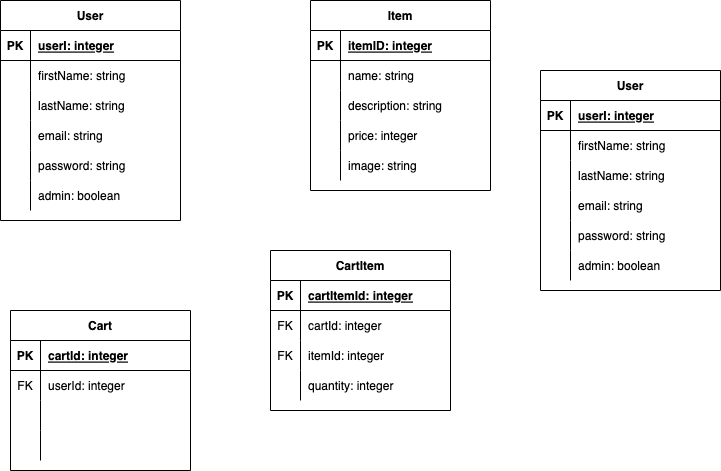 User
PK userI: integer
firstName: string
lastName: string
email: string
password: string
admin: boolean
Item
PK itemID: integer
name: string
description: string
price: integer
image: string
User
PK userI: integer
firstName: string
lastName: string
email: string
password: string
admin: boolean
CartItem
PK cartItemId: integer
FK cartId: integer
FK itemId: integer
quantity: integer
Cart
PK cartId: integer
FK userId: integer